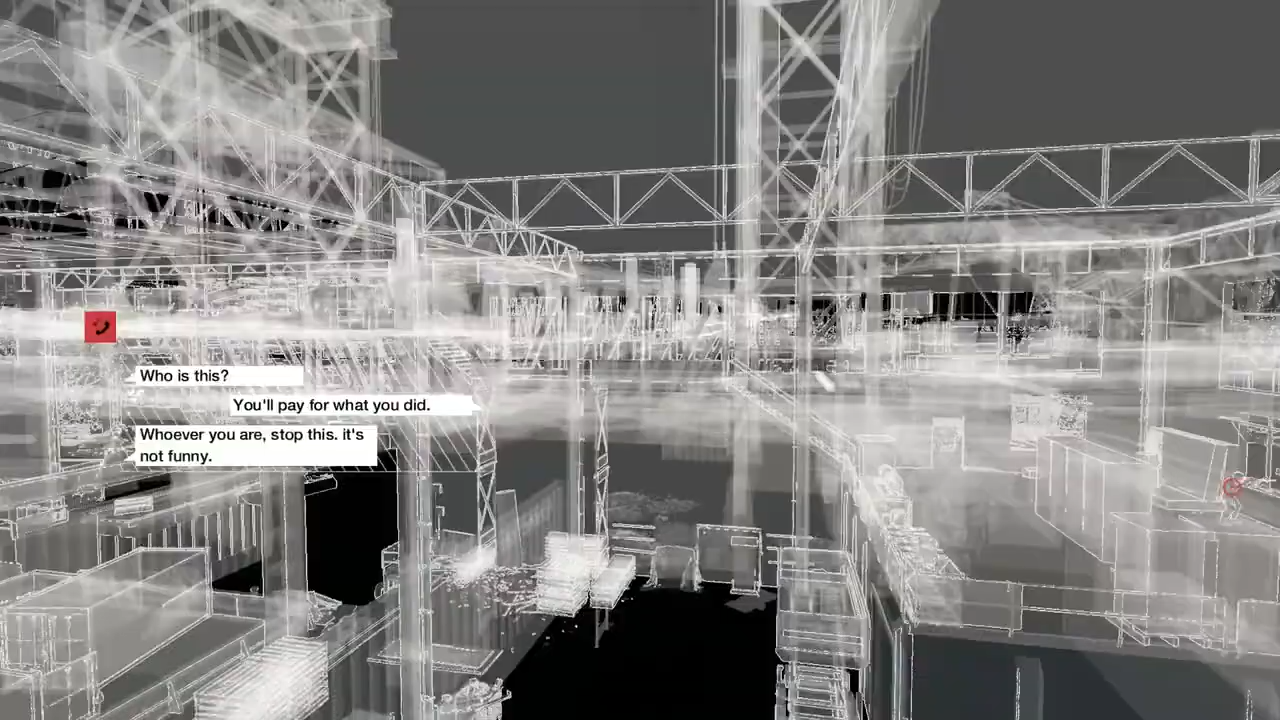 Who is this?
You'll pay for what you did.
Whoever you are, stop this. it's
not funny.